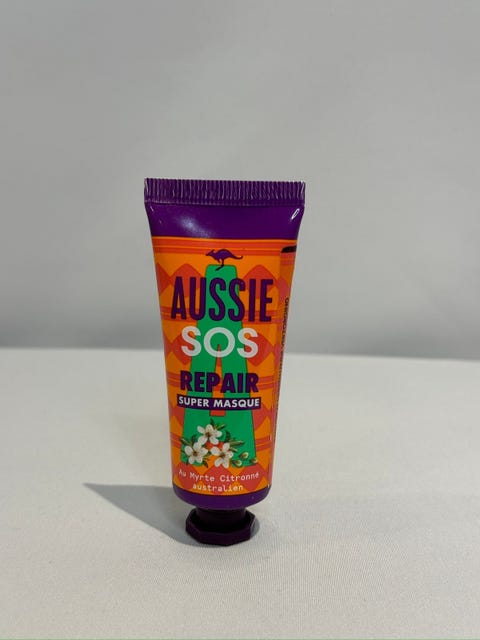 AUSSIE
SOS
REPAIR
SUPER MASQUE
Au Myrte Citronné
australien